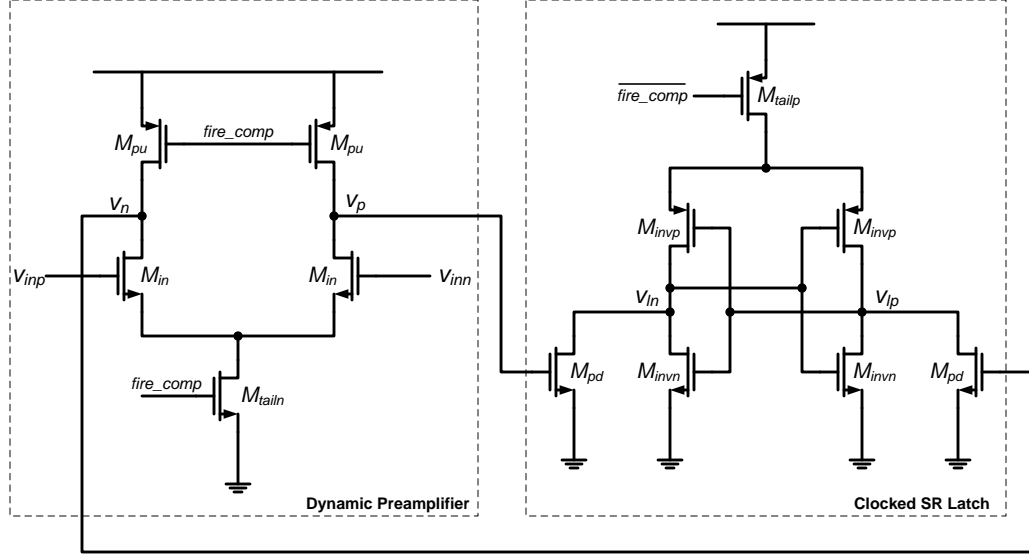 fire_comp
M_tailp
M_pu
fire_comp
M_pu
v_n
v_p
M_invp
M_invp
v_inp
M_in
M_in
v_inn
v_ln
v_lp
fire_comp
M_tailn
M_pd
M_invn
M_invn
M_pd
Dynamic Preamplifier
Clocked SR Latch